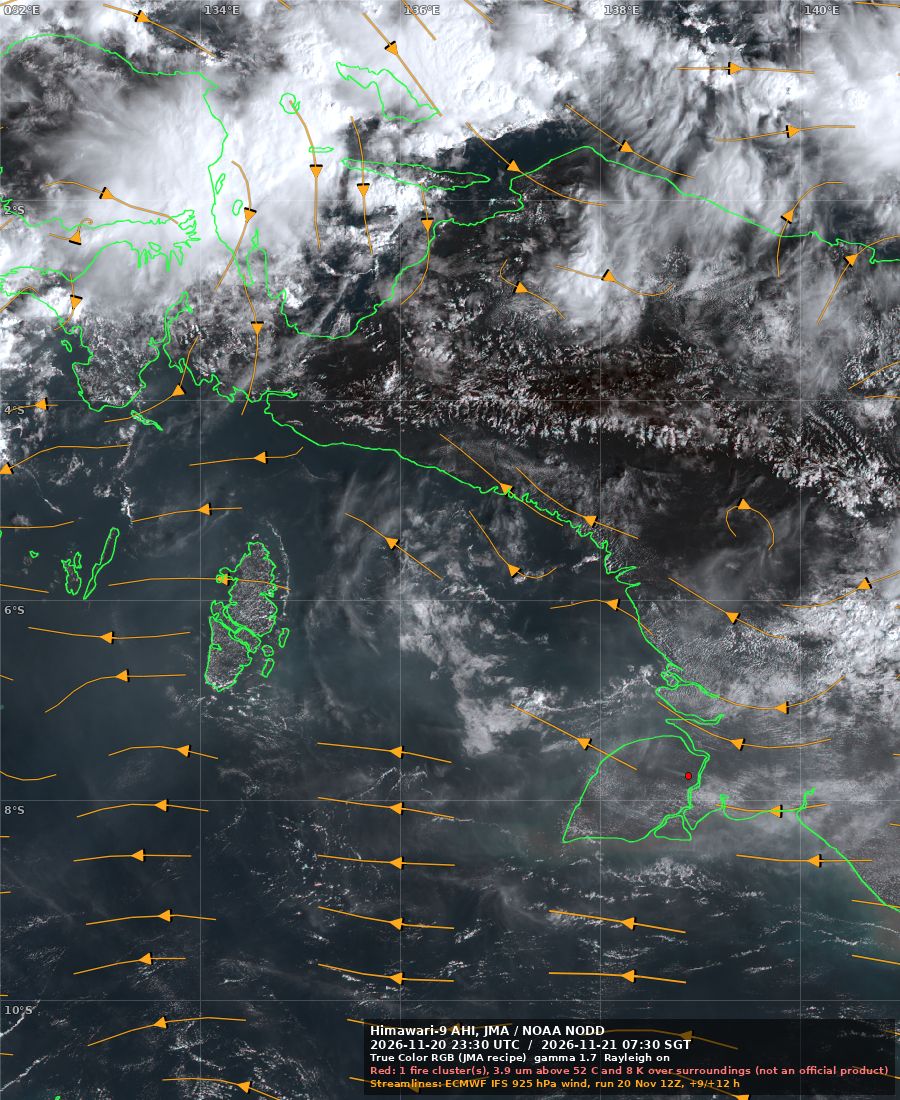 002°E 134°E 136°E 138°E 140°E
2°S
4°S
6°S
8°S
10°S
Himawari-9 AHI, JMA / NOAA NODD
2026-11-20 23:30 UTC / 2026-11-21 07:30 SGT
True Color RGB (JMA recipe) gamma 1.7 Rayleigh on
Red: 1 fire cluster(s), 3.9 um above 52 C and 8 K over surroundings (not an official product)
Streamlines: ECMWF IFS 925 hPa wind, run 20 Nov 12Z, +9/+12 h